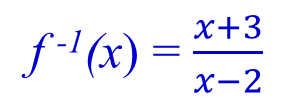 f⁻¹(x) = (x+3)/(x−2)